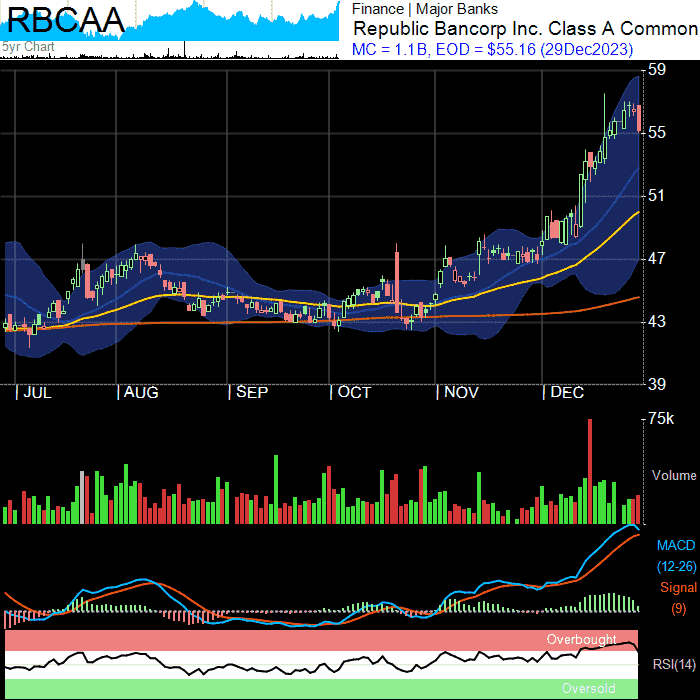 RBCAA
5yr Chart
Finance | Major Banks
Republic Bancorp Inc. Class A Common
MC = 1.1B, EOD = $55.16 (29Dec2023)
59
55
51
47
43
39
JUL AUG SEP OCT NOV DEC
75k
Volume
MACD
(12-26)
Signal
(9)
Overbought
RSI(14)
Oversold